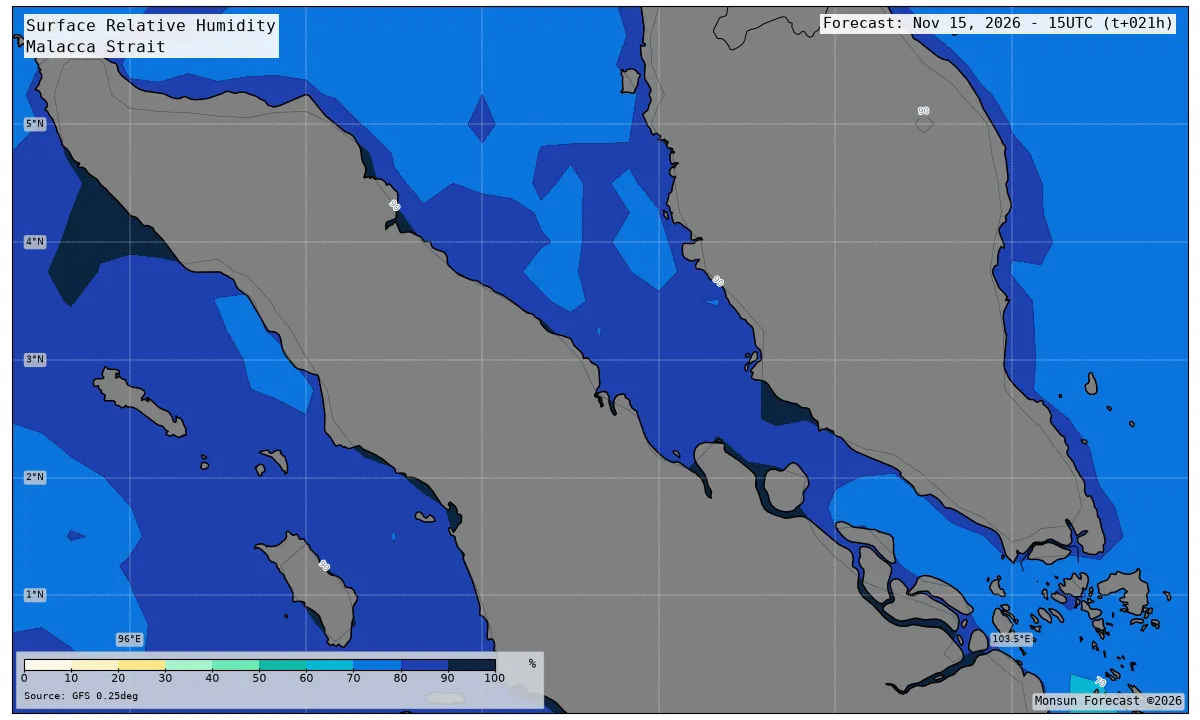 Surface Relative Humidity
Malacca Strait
Forecast: Nov 15, 2026 - 15UTC (t+021h)
90
5°N
90
4°N
90
3°N
2°N
90
1°N
96°E
103.5°E
%
0 10 20 30 40 50 60 70 80 90 100
70
Source: GFS 0.25deg
Monsun Forecast ©2026